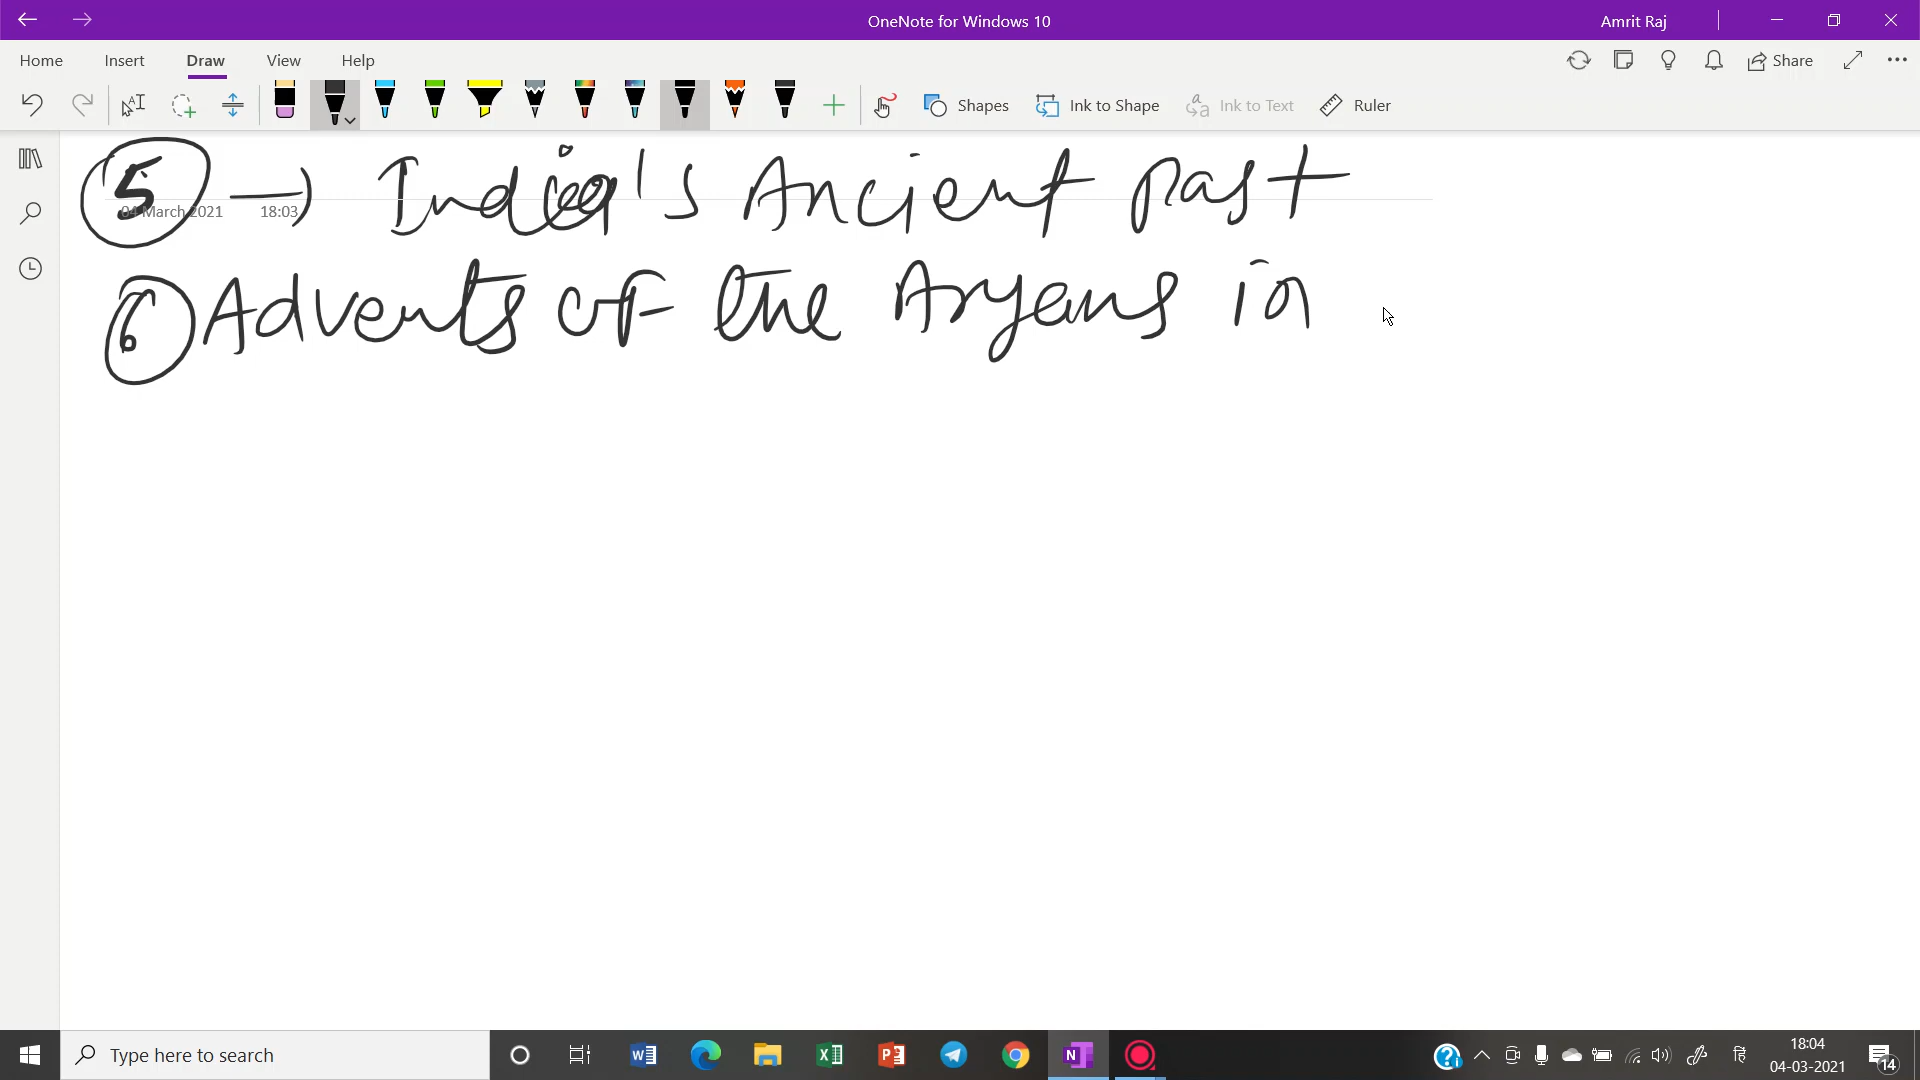 OneNote for Windows 10
Amrit Raj
Home Insert Draw View Help
Share
Shapes Ink to Shape Ink to Text Ruler
5 → India's Ancient Past
04 March 2021 18:03
6 Advents of the Aryans in
Type here to search
हि
18:04
04-03-2021
14